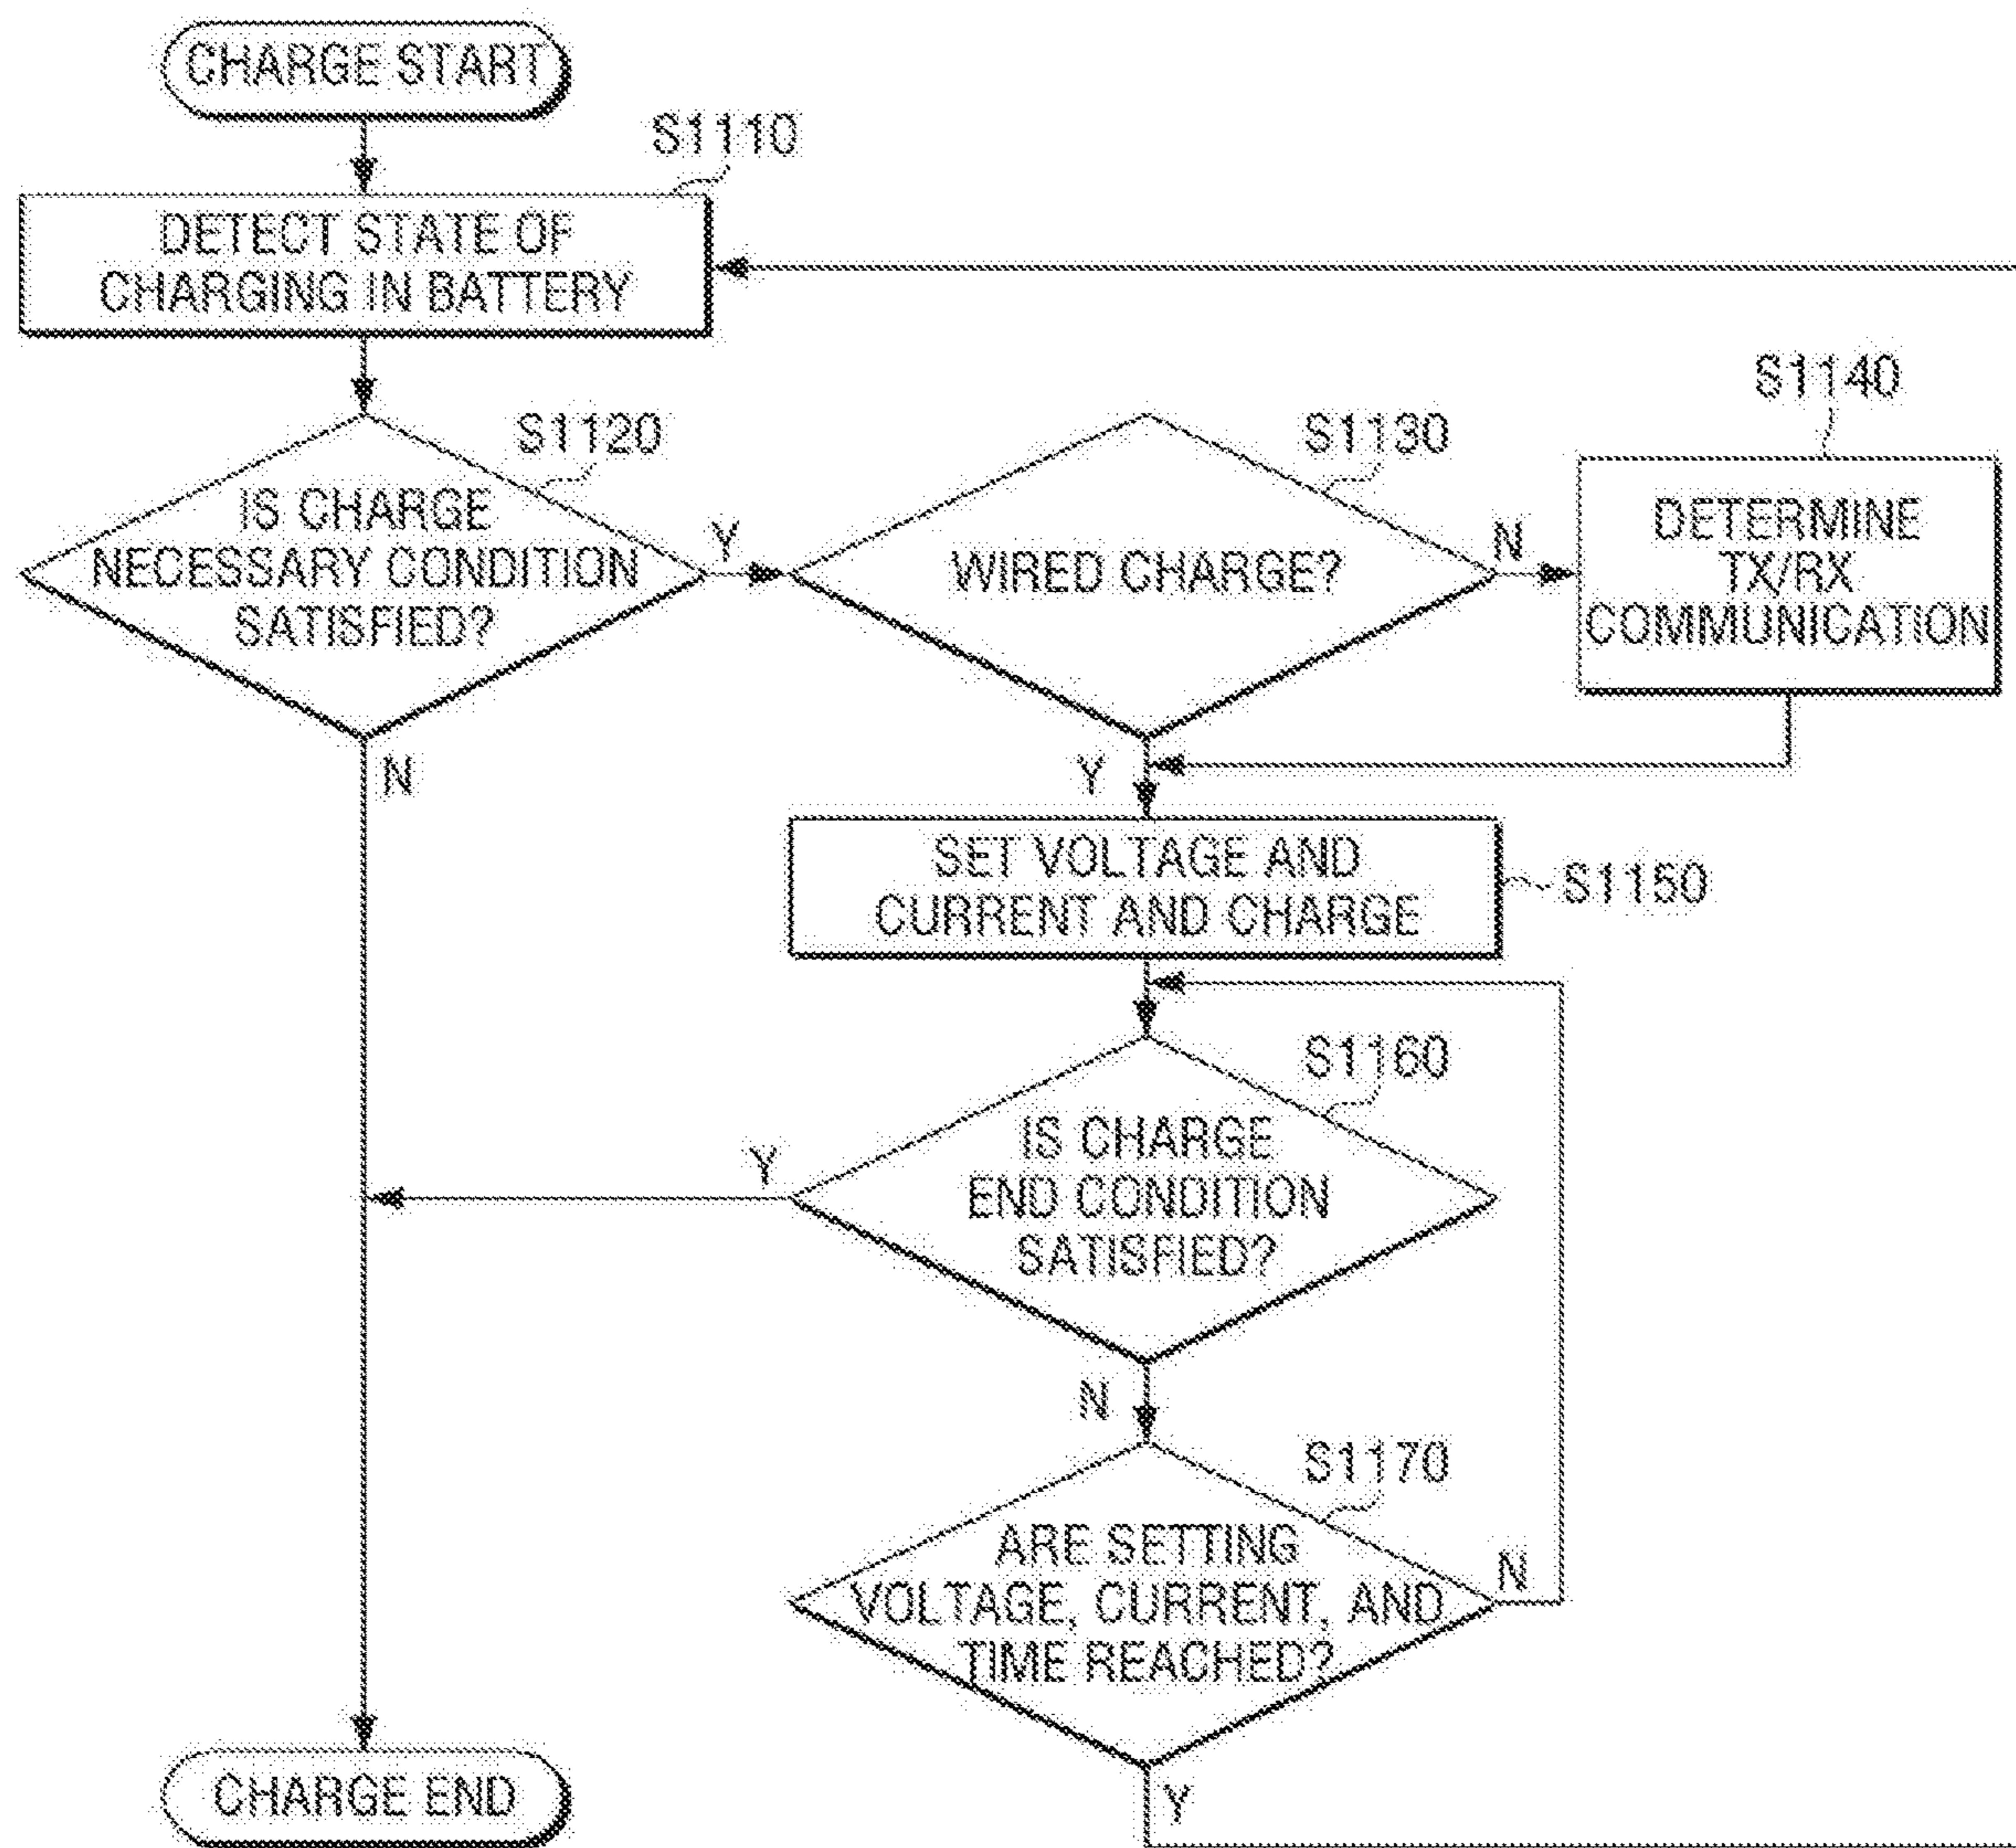 CHARGE START
S1110
DETECT STATE OF
CHARGING IN BATTERY
S1120
IS CHARGE
NECESSARY CONDITION
SATISFIED?
Y
N
S1130
WIRED CHARGE?
N
Y
S1140
DETERMINE
TX/RX
COMMUNICATION
SET VOLTAGE AND
CURRENT AND CHARGE
S1150
S1160
IS CHARGE
END CONDITION
SATISFIED?
Y
N
S1170
ARE SETTING
VOLTAGE, CURRENT, AND
TIME REACHED?
N
Y
CHARGE END